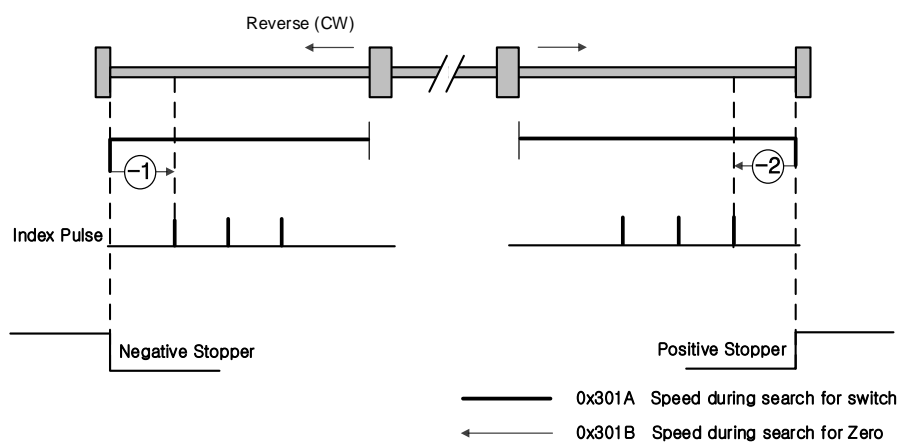 Reverse (CW)
−1
−2
Index Pulse
Negative Stopper
Positive Stopper
0x301A Speed during search for switch
0x301B Speed during search for Zero